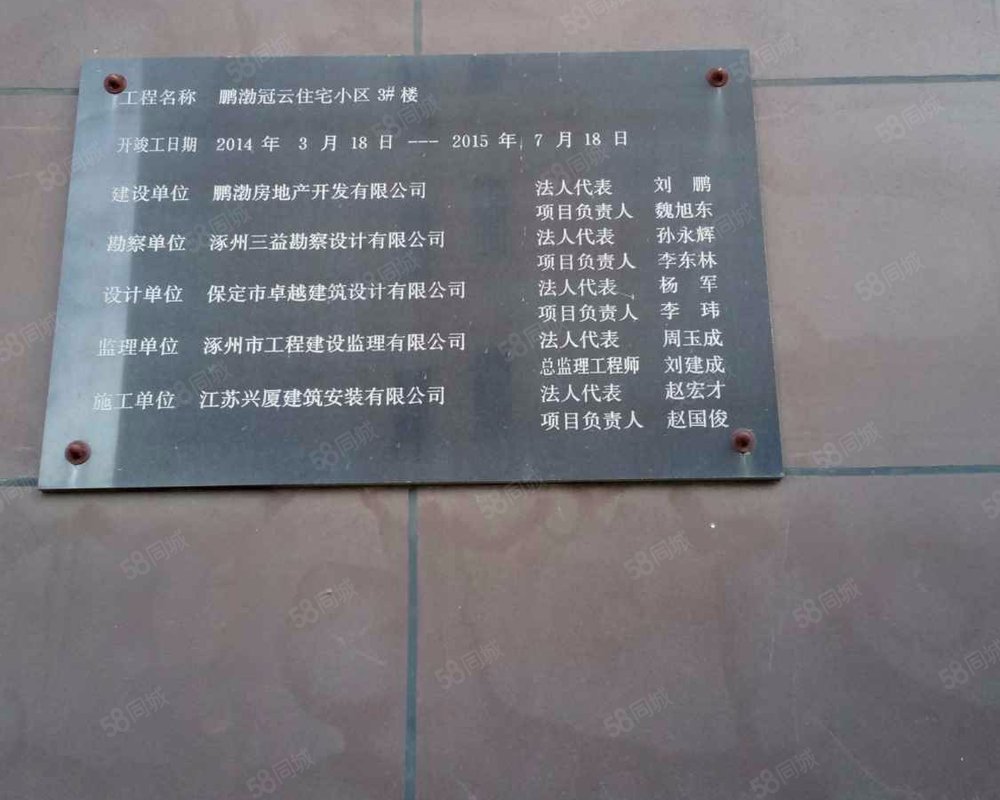 工程名称 鹏渤冠云住宅小区 3# 楼
开竣工日期 2014 年 3 月 18 日 --- 2015 年 7 月 18 日
建设单位 鹏渤房地产开发有限公司 法人代表 刘 鹏
项目负责人 魏旭东
勘察单位 涿州三益勘察设计有限公司 法人代表 孙永辉
项目负责人 李东林
设计单位 保定市卓越建筑设计有限公司 法人代表 杨 军
项目负责人 李 玮
监理单位 涿州市工程建设监理有限公司 法人代表 周玉成
总监理工程师 刘建成
施工单位 江苏兴厦建筑安装有限公司 法人代表 赵宏才
项目负责人 赵国俊
58同城